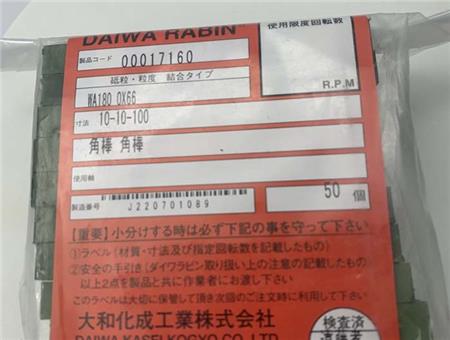 DAIWA RABIN
使用限度回転数
製品コード 00017160
R.P.M
砥粒・粒度 結合タイプ
WA180 OX66
寸法 10-10-100
角棒 角棒
使用軸
50 個
製造番号 J220701089
【重要】小分けする時は必ず下記の事を守って下さい
①ラベル(材質・寸法及び指定回転数を記載したもの)
②安全の手引き(ダイワラビン取り扱い上の注意の記載したもの
以上2点を製品と共に作業者にお渡し下さい
このラベルは大切に保管して頂き次回のご注文時に利用して下さい
大和化成工業株式会社
検査済
DAIWA KASEI KOGYO CO.,LTD